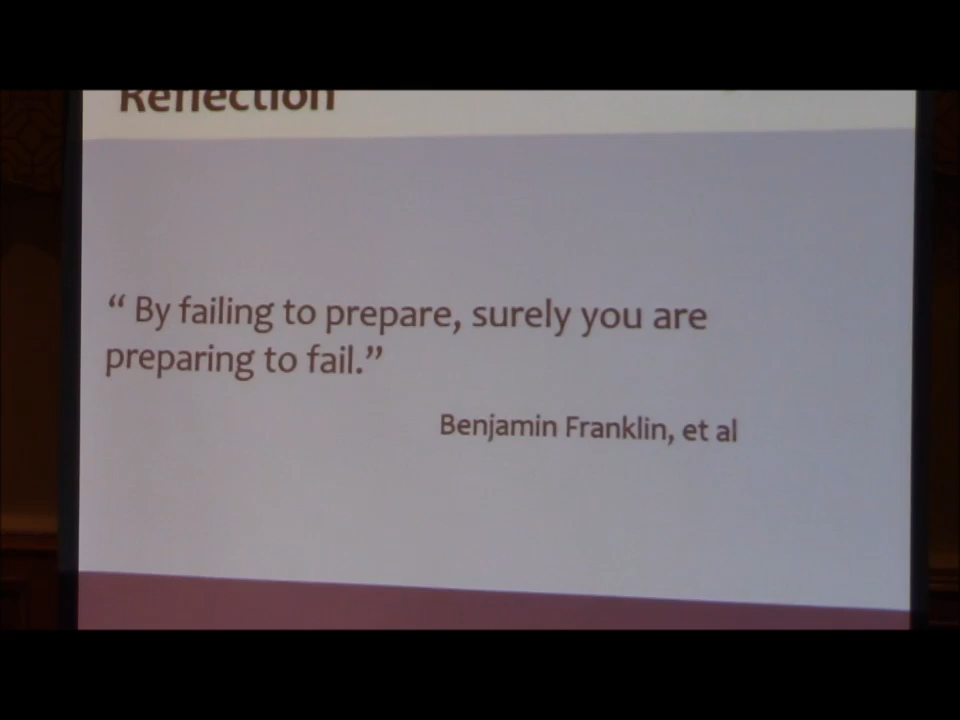 Reflection
“ By failing to prepare, surely you are
preparing to fail.”
Benjamin Franklin, et al